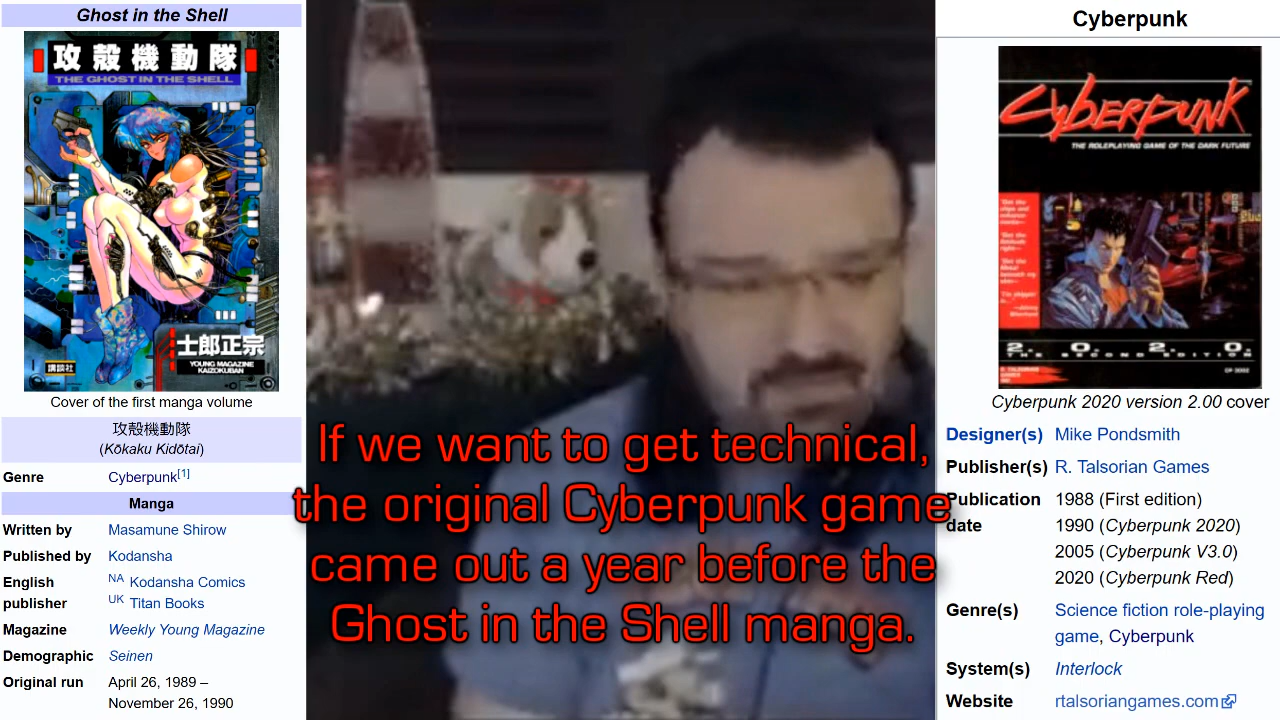 Ghost in the Shell
攻殻機動隊
THE GHOST IN THE SHELL
士郎正宗
YOUNG MAGAZINE
KAIZOKUBAN
講談社
Cover of the first manga volume
攻殻機動隊
(Kōkaku Kidōtai)
Genre Cyberpunk[1]
Manga
Written by Masamune Shirow
Published by Kodansha
English publisher NA Kodansha Comics
UK Titan Books
Magazine Weekly Young Magazine
Demographic Seinen
Original run April 26, 1989 –
November 26, 1990
If we want to get technical,
the original Cyberpunk game
came out a year before the
Ghost in the Shell manga.
Cyberpunk
CYBERPUNK
THE ROLEPLAYING GAME OF THE DARK FUTURE
2. 0. 2. 0.
THE SECOND EDITION
R. TALSORIAN
GAMES
Cyberpunk 2020 version 2.00 cover
Designer(s) Mike Pondsmith
Publisher(s) R. Talsorian Games
Publication date 1988 (First edition)
1990 (Cyberpunk 2020)
2005 (Cyberpunk V3.0)
2020 (Cyberpunk Red)
Genre(s) Science fiction role-playing
game, Cyberpunk
System(s) Interlock
Website rtalsoriangames.com